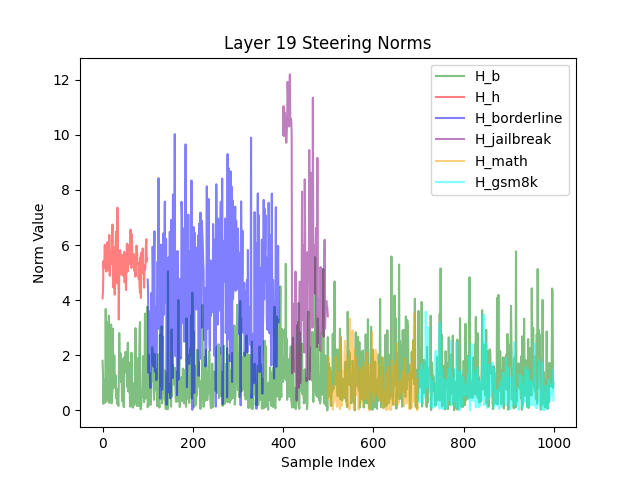 Layer 19 Steering Norms
Norm Value
12
10
8
6
4
2
0
H_b
H_h
H_borderline
H_jailbreak
H_math
H_gsm8k
0
200
400
600
800
1000
Sample Index